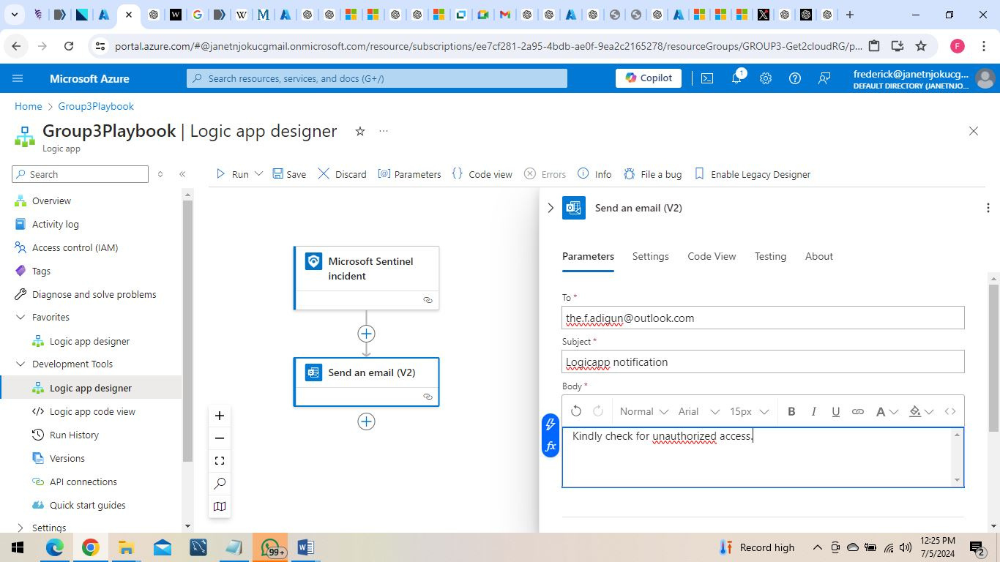 portal.azure.com/#@janetnjokucgmail.onmicrosoft.com/resource/subscriptions/ee7cf281-2a95-4bdb-ae0f-9ea2c2165278/resourceGroups/GROUP3-Get2cloudRG/p...
F
Microsoft Azure
Search resources, services, and docs (G+/)
Copilot
1
frederick@janetnjokucg...
DEFAULT DIRECTORY (JANETNJO...
Home > Group3Playbook
Group3Playbook | Logic app designer
Logic app
Search
Run
Save
Discard
Parameters
Code view
Errors
Info
File a bug
Enable Legacy Designer
Overview
Activity log
Access control (IAM)
Tags
Diagnose and solve problems
Favorites
Logic app designer
Development Tools
Logic app designer
Logic app code view
Run History
Versions
API connections
Quick start guides
Settings
Microsoft Sentinel
incident
Send an email (V2)
Send an email (V2)
Parameters
Settings
Code View
Testing
About
To *
the.f.adigun@outlook.com
Subject *
Logicapp notification
Body *
Normal
Arial
15px
B
I
U
A
fx
Kindly check for unauthorized access.
99+
Record high
12:25 PM
7/5/2024
2